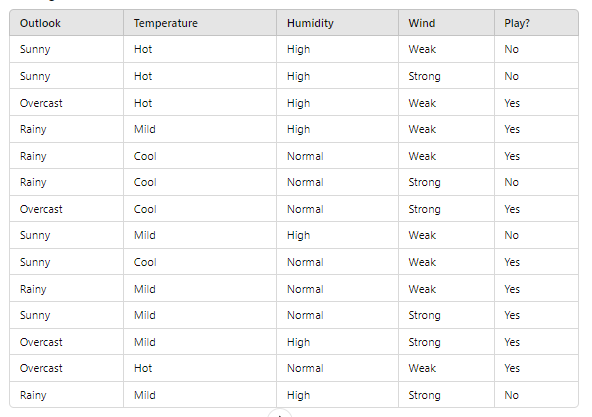 Outlook Temperature Humidity Wind Play?
Sunny Hot High Weak No
Sunny Hot High Strong No
Overcast Hot High Weak Yes
Rainy Mild High Weak Yes
Rainy Cool Normal Weak Yes
Rainy Cool Normal Strong No
Overcast Cool Normal Strong Yes
Sunny Mild High Weak No
Sunny Cool Normal Weak Yes
Rainy Mild Normal Weak Yes
Sunny Mild Normal Strong Yes
Overcast Mild High Strong Yes
Overcast Hot Normal Weak Yes
Rainy Mild High Strong No